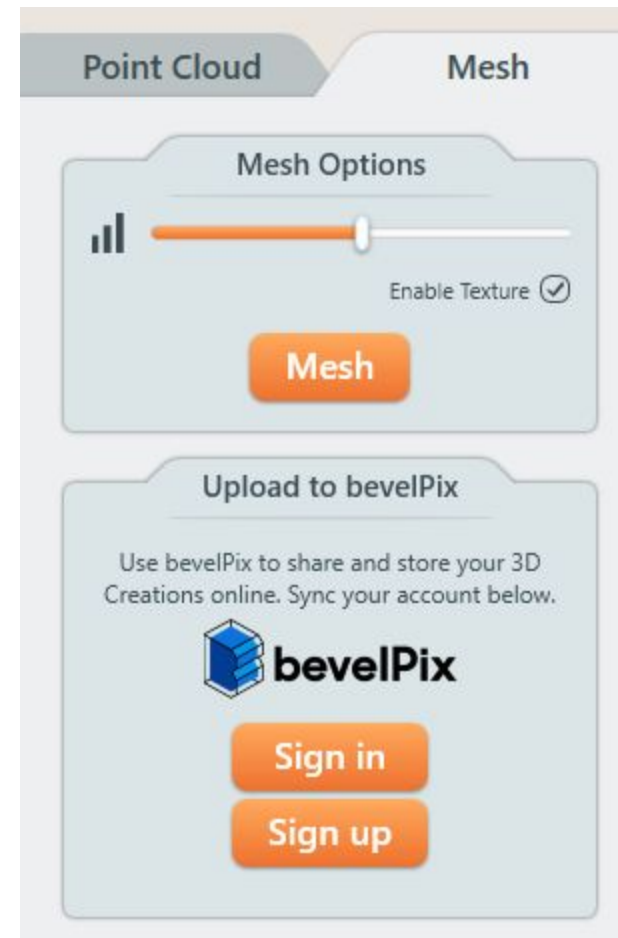 Point Cloud
Mesh
Mesh Options
Enable Texture
Mesh
Upload to bevelPix
Use bevelPix to share and store your 3D
Creations online. Sync your account below.
bevelPix
Sign in
Sign up